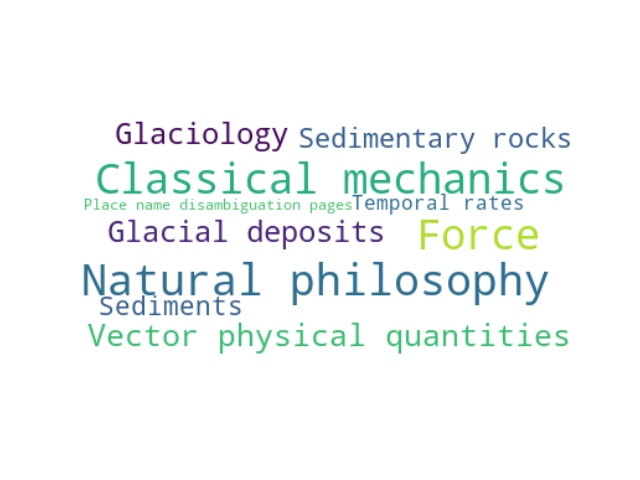 Glaciology Sedimentary rocks
Classical mechanics
Place name disambiguation pages Temporal rates
Glacial deposits Force
Natural philosophy
Sediments
Vector physical quantities